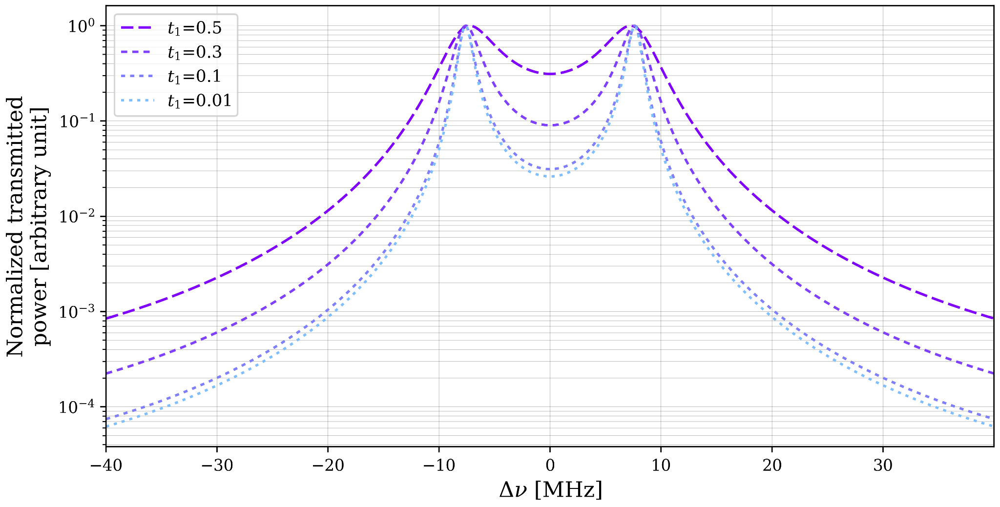 t₁=0.5
t₁=0.3
t₁=0.1
t₁=0.01
Normalized transmitted
power [arbitrary unit]
10⁰
10⁻¹
10⁻²
10⁻³
10⁻⁴
−40 −30 −20 −10 0 10 20 30
Δν [MHz]